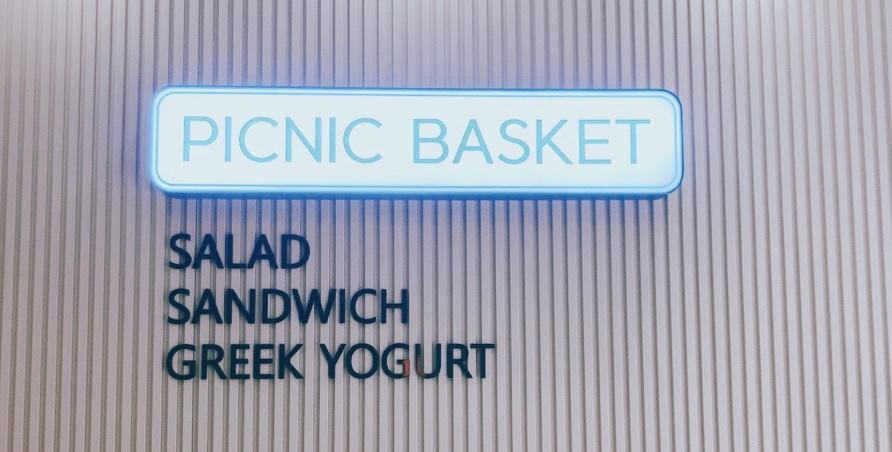 PICNIC BASKET
SALAD
SANDWICH
GREEK YOGURT